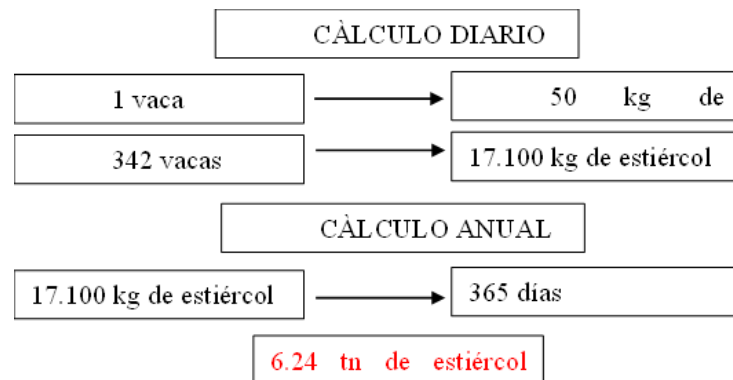 CÀLCULO DIARIO
1 vaca
50 kg de
342 vacas
17.100 kg de estiércol
CÀLCULO ANUAL
17.100 kg de estiércol
365 días
6.24 tn de estiércol